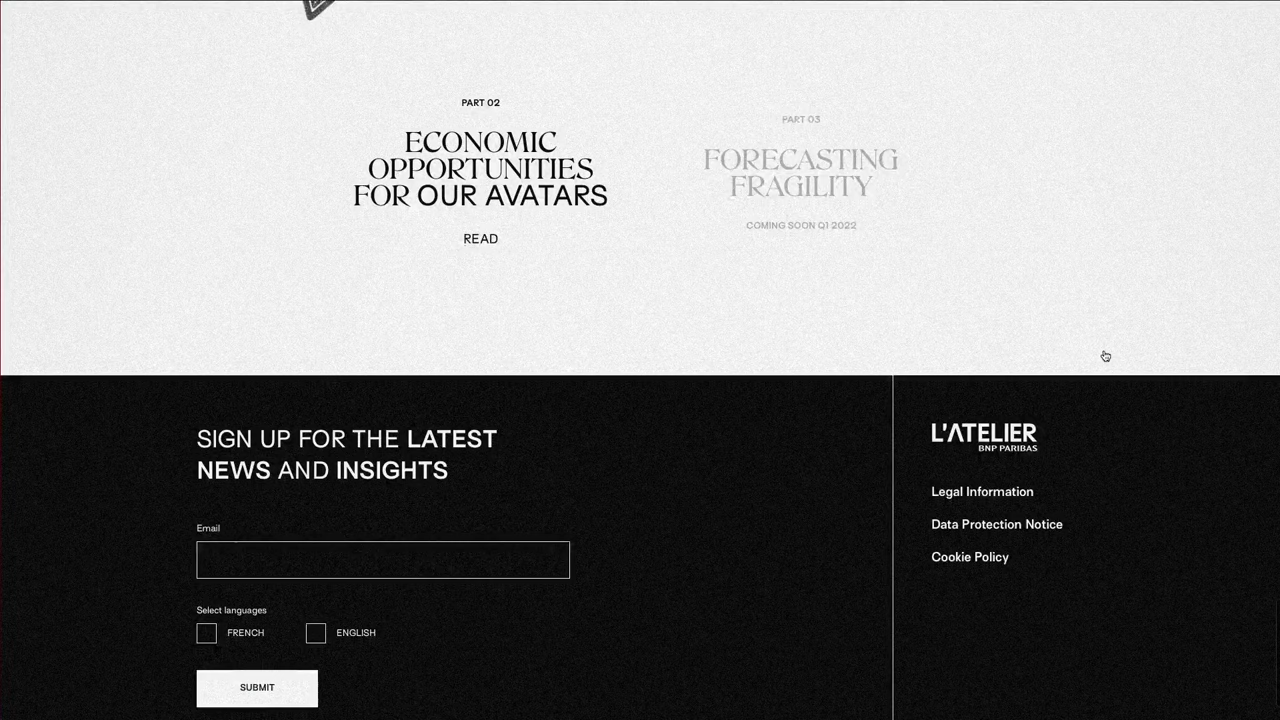 PART 02
ECONOMIC
OPPORTUNITIES
FOR OUR AVATARS
READ
PART 03
FORECASTING
FRAGILITY
COMING SOON Q1 2022
SIGN UP FOR THE LATEST
NEWS AND INSIGHTS
Email
Select languages
FRENCH
ENGLISH
SUBMIT
L'ATELIER
BNP PARIBAS
Legal Information
Data Protection Notice
Cookie Policy